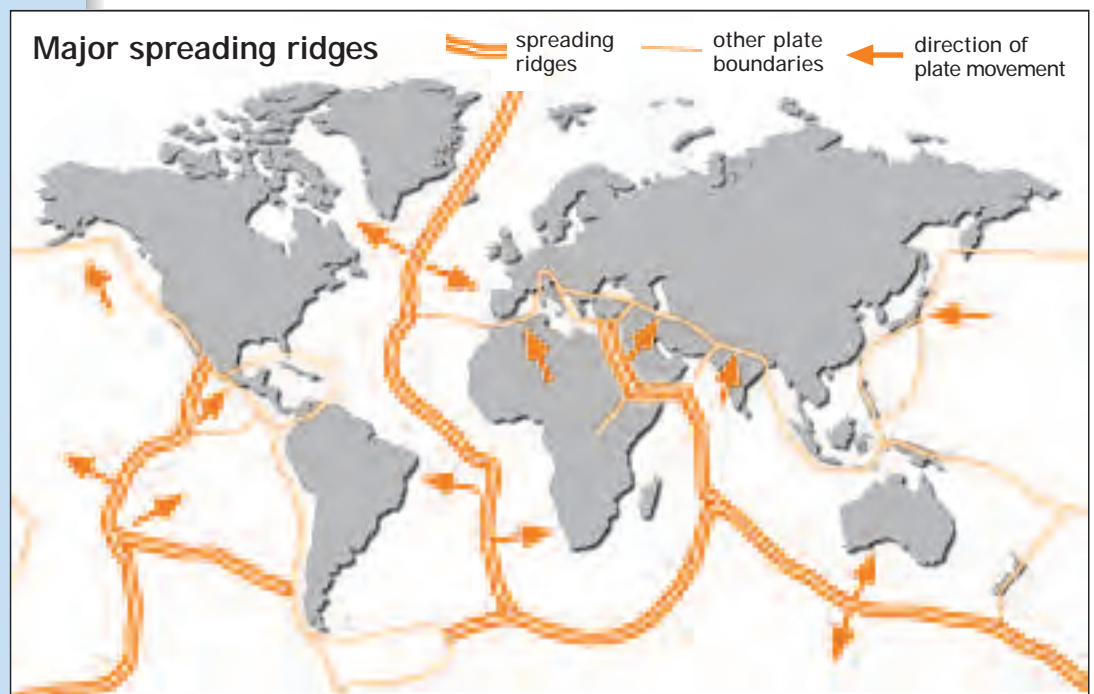 Major spreading ridges
spreading
ridges
other plate
boundaries
direction of
plate movement